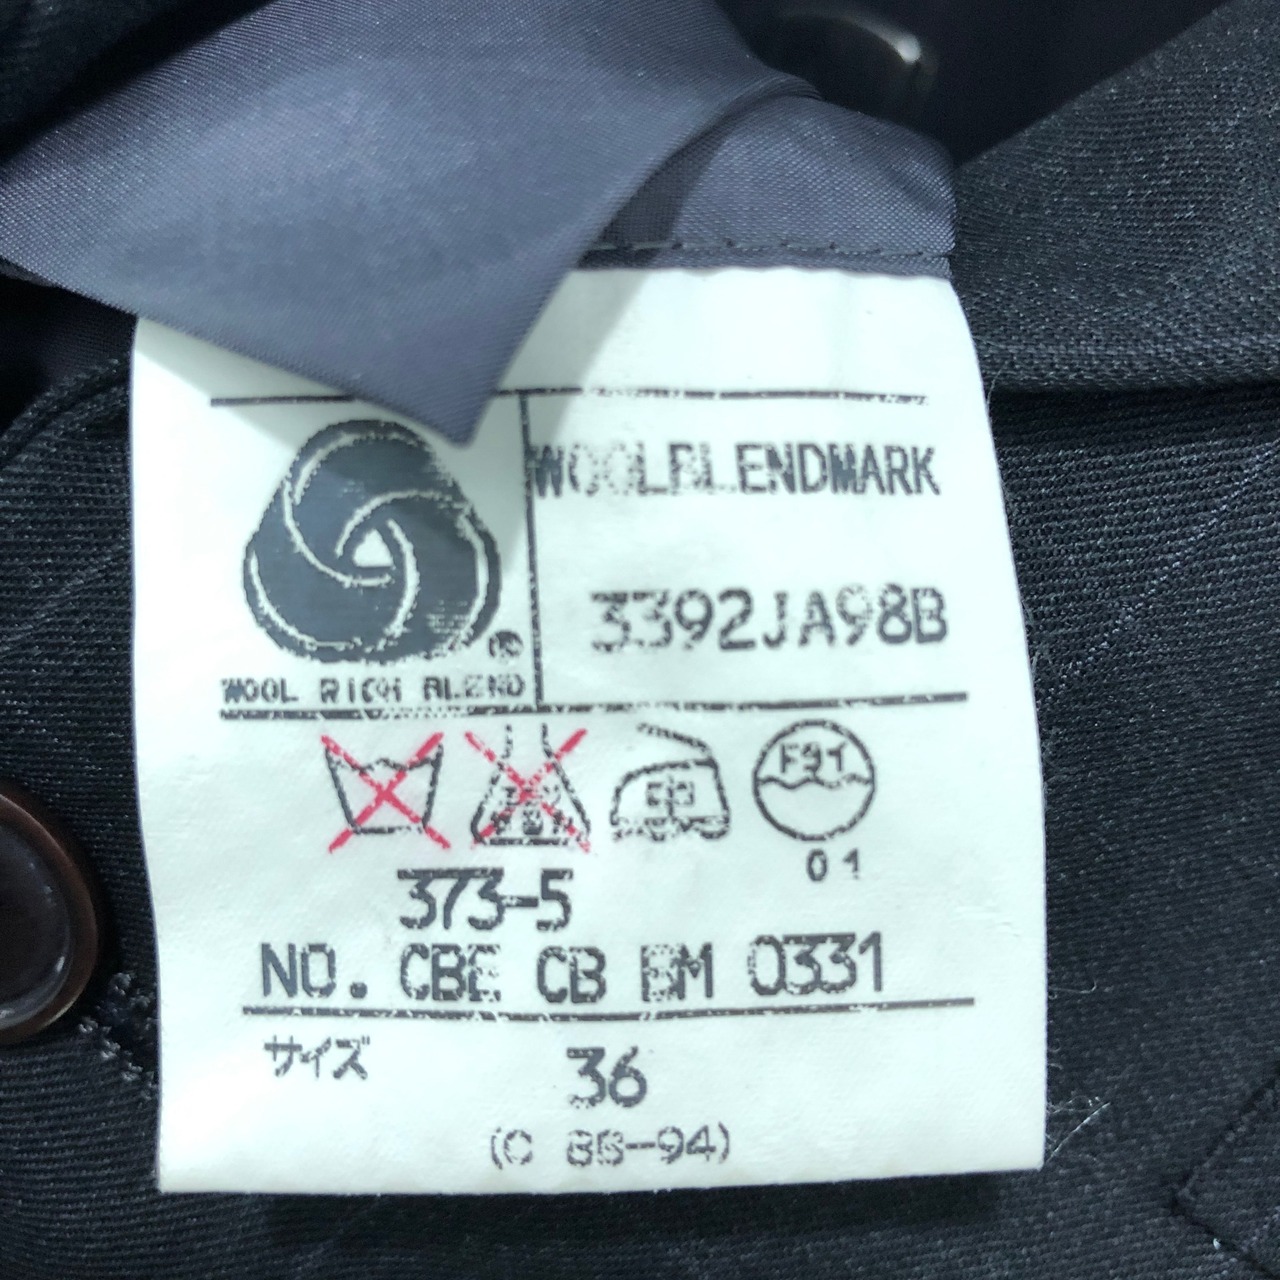 WOOLBLENDMARK
3392JA98B
®
WOOL RICH BLEND
F91
01
373-5
NO. CBE CB BM 0331
サイズ 36
(C 86-94)